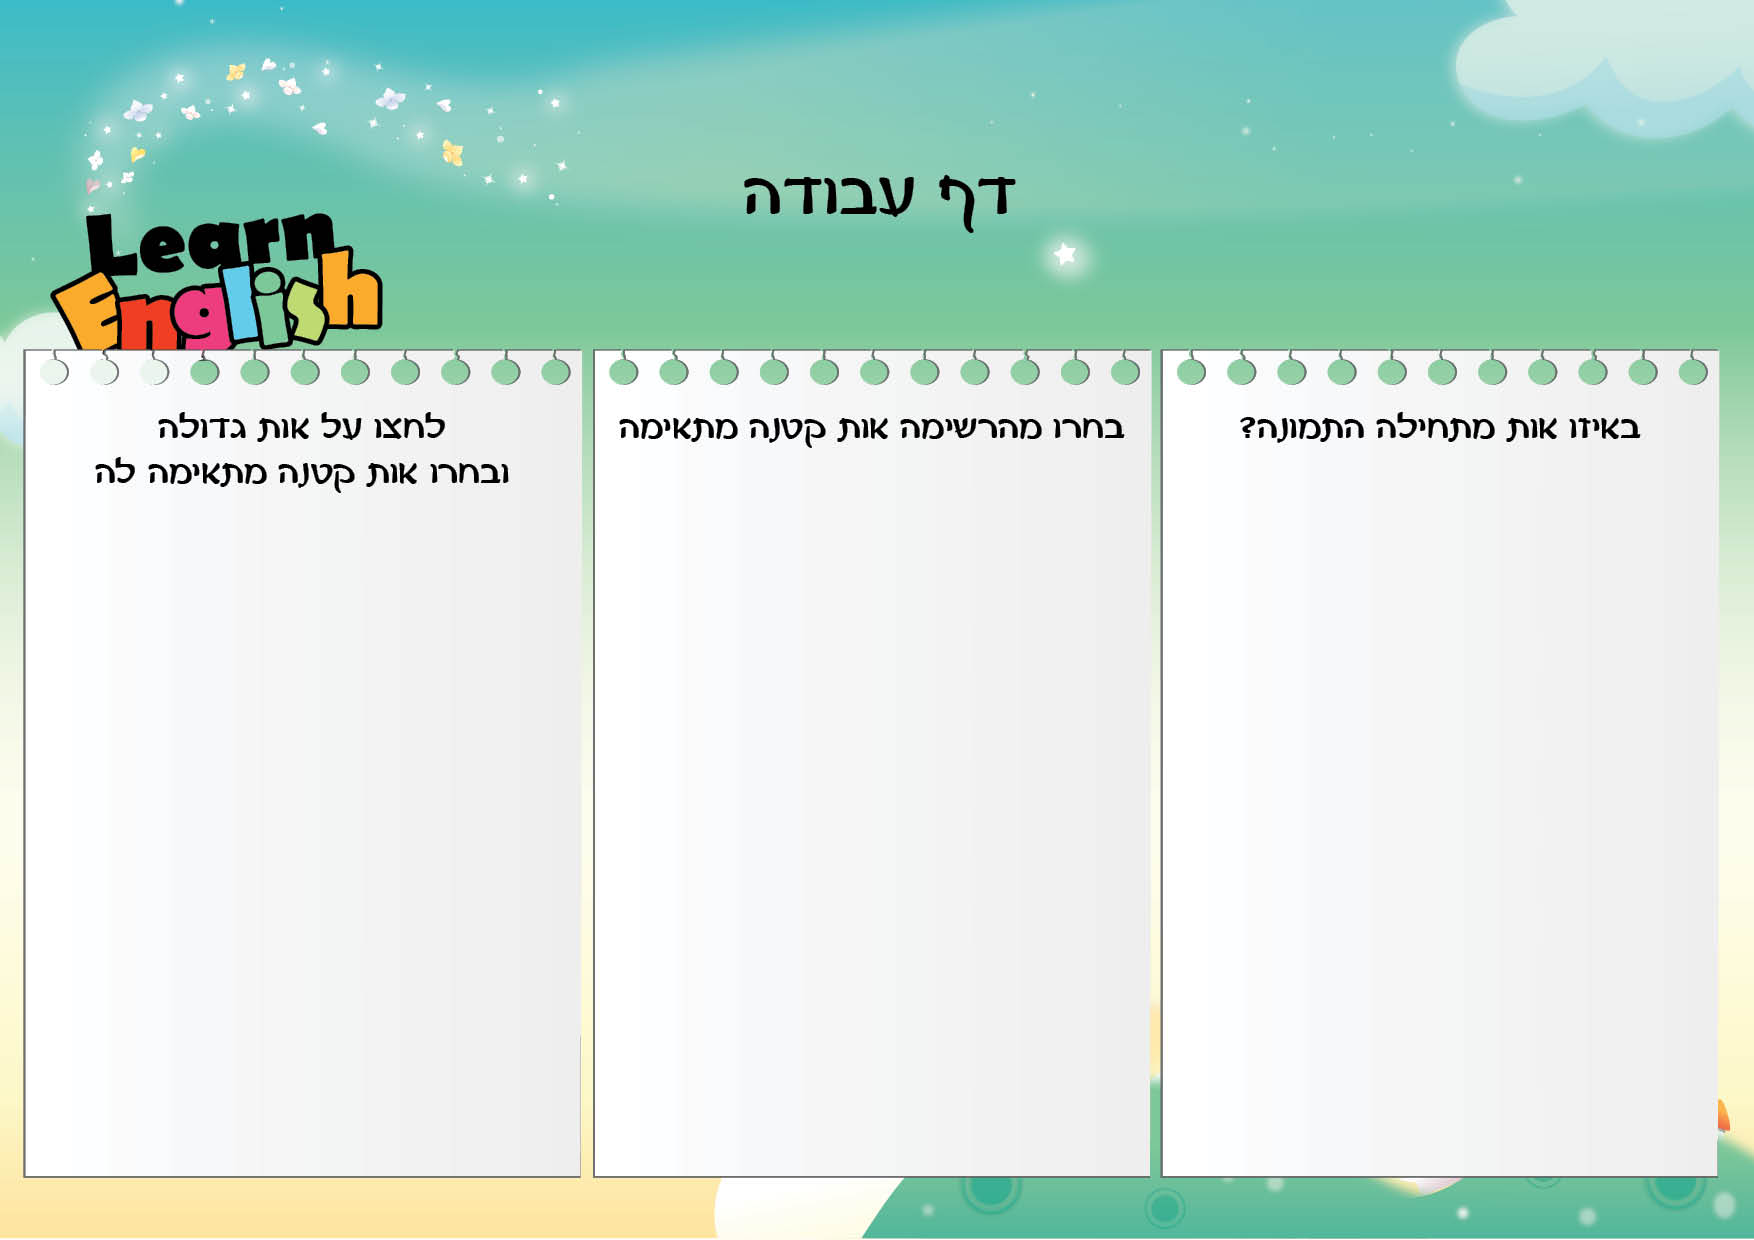 דף עבודה
Learn
English
באיזו אות מתחילה התמונה?
בחרו מהרשימה אות קטנה מתאימה
לחצו על אות גדולה
ובחרו אות קטנה מתאימה לה